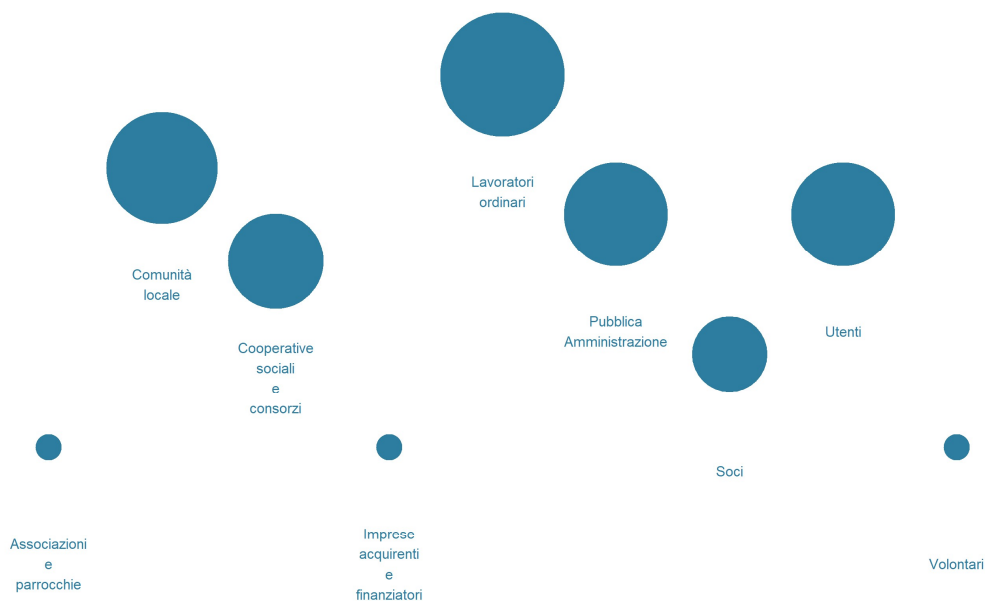 Lavoratori
ordinari
Comunità
locale
Pubblica
Amministrazione
Utenti
Cooperative
sociali
e
consorzi
Soci
Associazioni
e
parrocchie
Imprese
acquirenti
e
finanziatori
Volontari